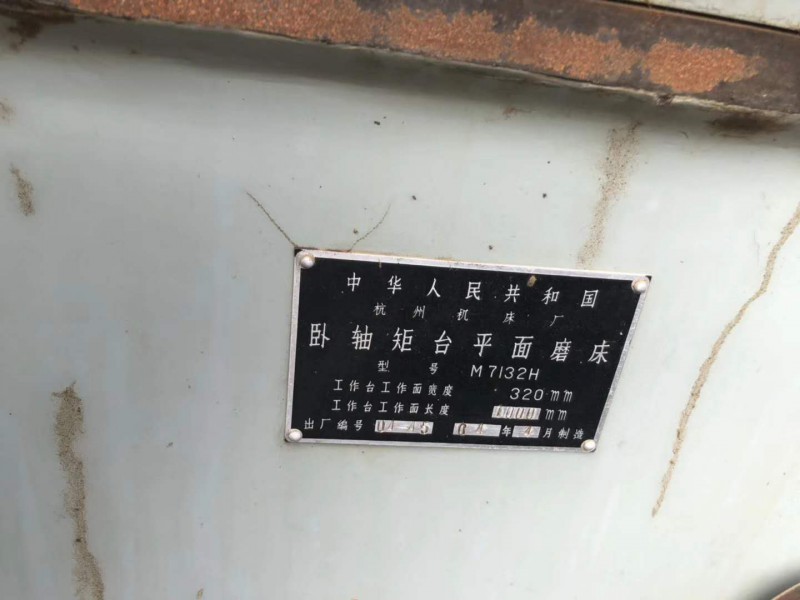 中华人民共和国
杭州机床厂
卧轴矩台平面磨床
型号 M7132H
工作台工作面宽度 320mm
工作台工作面长度 1000mm
出厂编号 年4月制造